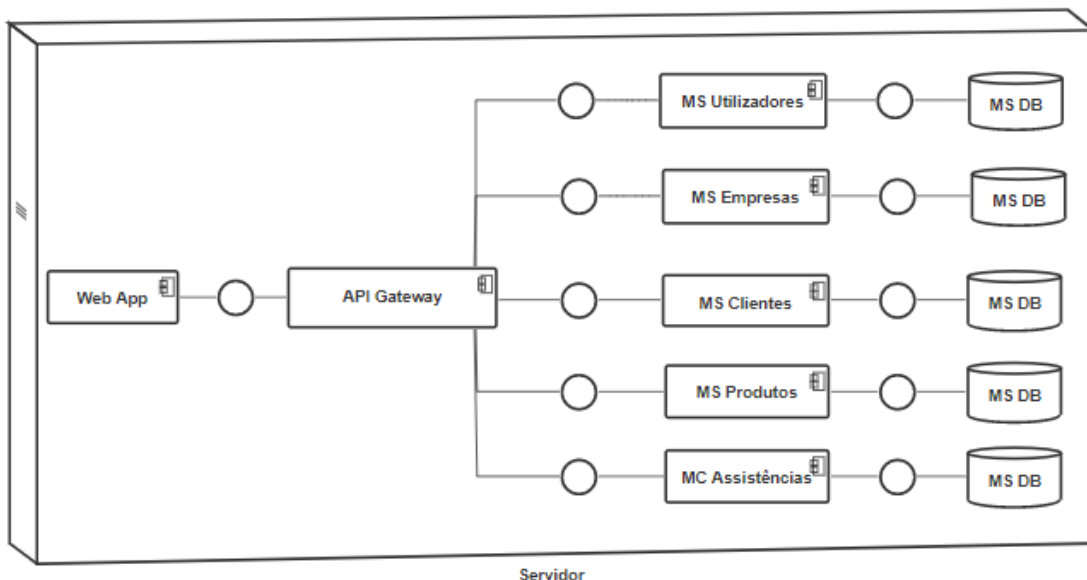 MS Utilizadores
MS DB
MS Empresas
MS DB
Web App
API Gateway
MS Clientes
MS DB
MS Produtos
MS DB
MC Assistências
MS DB
Servidor